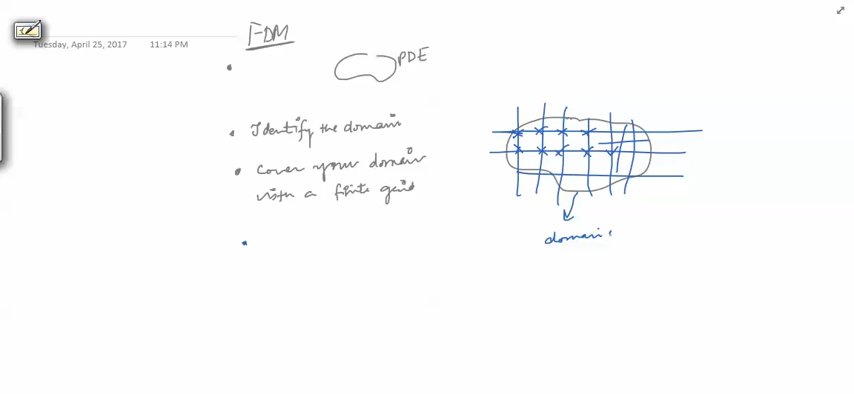 Tuesday, April 25, 2017 11:14 PM
FDM
PDE
Identify the domain
Cover your domain
with a finite grid
domain